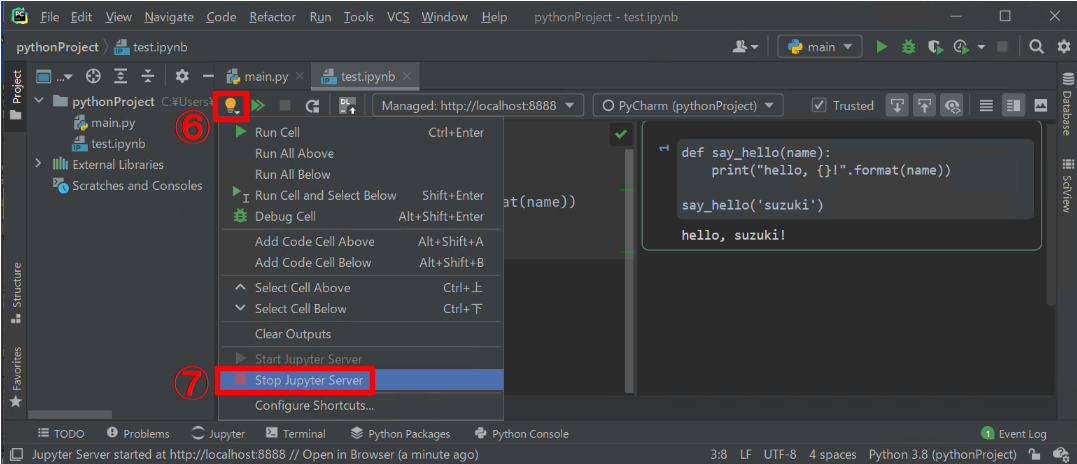 PC File Edit View Navigate Code Refactor Run Tools VCS Window Help pythonProject - test.ipynb
pythonProject test.ipynb main
Project main.py test.ipynb
pythonProject C:¥Users¥
main.py
test.ipynb
External Libraries
Scratches and Consoles
⑥ DL Managed: http://localhost:8888 PyCharm (pythonProject) Trusted
Run Cell Ctrl+Enter
Run All Above
Run All Below
Run Cell and Select Below Shift+Enter
Debug Cell Alt+Shift+Enter
Add Code Cell Above Alt+Shift+A
Add Code Cell Below Alt+Shift+B
Select Cell Above Ctrl+上
Select Cell Below Ctrl+下
Clear Outputs
Start Jupyter Server
⑦ Stop Jupyter Server
Configure Shortcuts...
at(name))
1 def say_hello(name):
print("hello, {}!".format(name))
say_hello('suzuki')
hello, suzuki!
Database
SciView
Structure
Favorites
TODO Problems Jupyter Terminal Python Packages Python Console 1 Event Log
Jupyter Server started at http://localhost:8888 // Open in Browser (a minute ago) 3:8 LF UTF-8 4 spaces Python 3.8 (pythonProject)